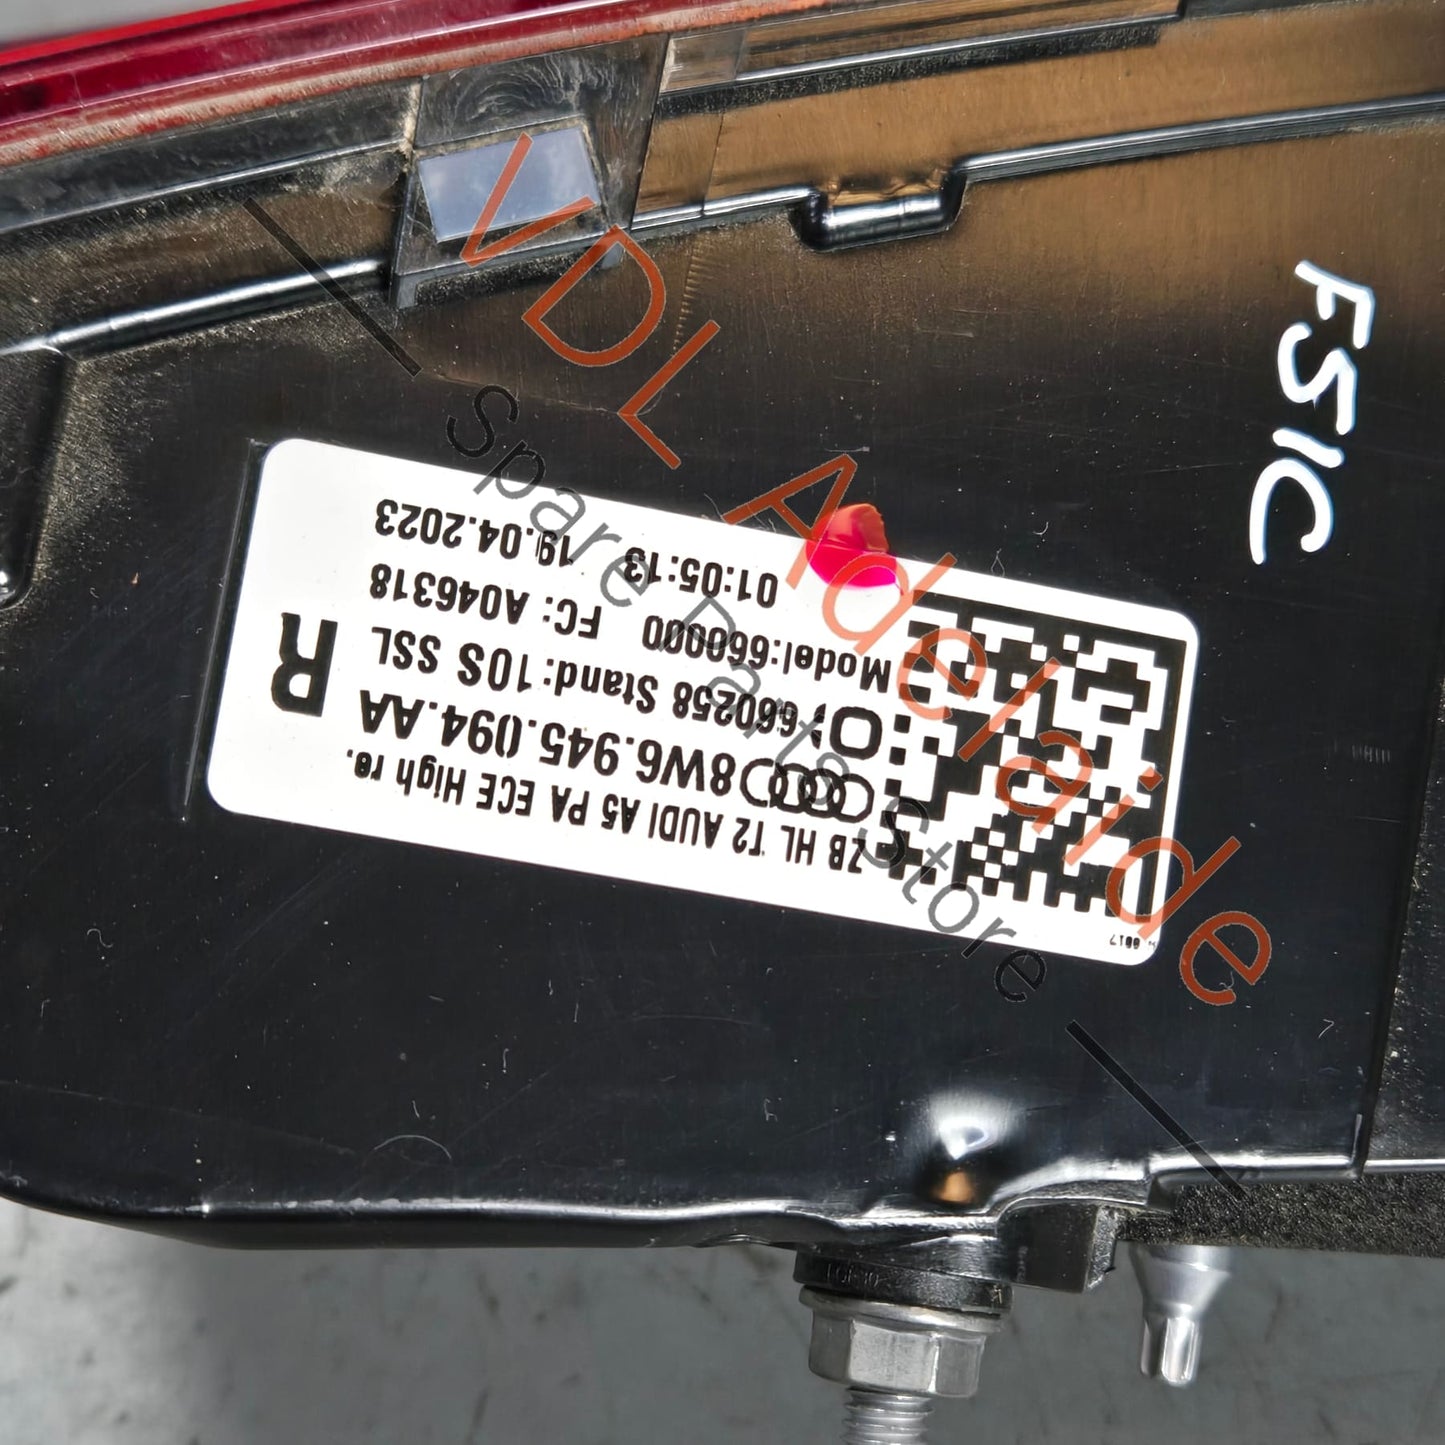 ZB HL T2 AUDI A5 PA ECE High re.
8W6.945.094.AA
660258 Stand:10S SSL
R
Model:660000 FC: A046318
01:05:13 19.04.2023
F51C
VDL Adelaide
Spare Parts Store